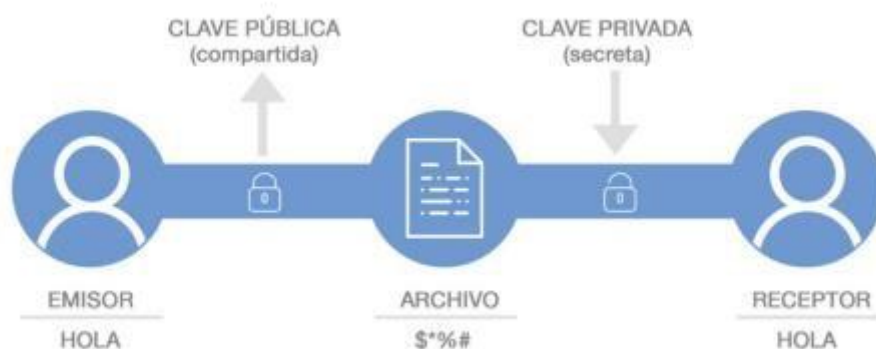 CLAVE PÚBLICA
(compartida)
CLAVE PRIVADA
(secreta)
EMISOR
HOLA
ARCHIVO
$*%#
RECEPTOR
HOLA